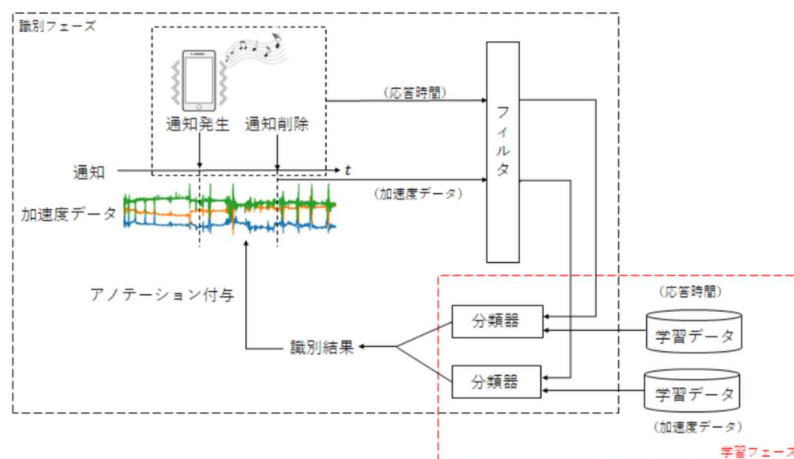 識別フェーズ
通知発生
通知削除
(応答時間)
フィルタ
通知
t
(加速度データ)
加速度データ
アノテーション付与
(応答時間)
分類器
学習データ
識別結果
分類器
学習データ
(加速度データ)
学習フェーズ